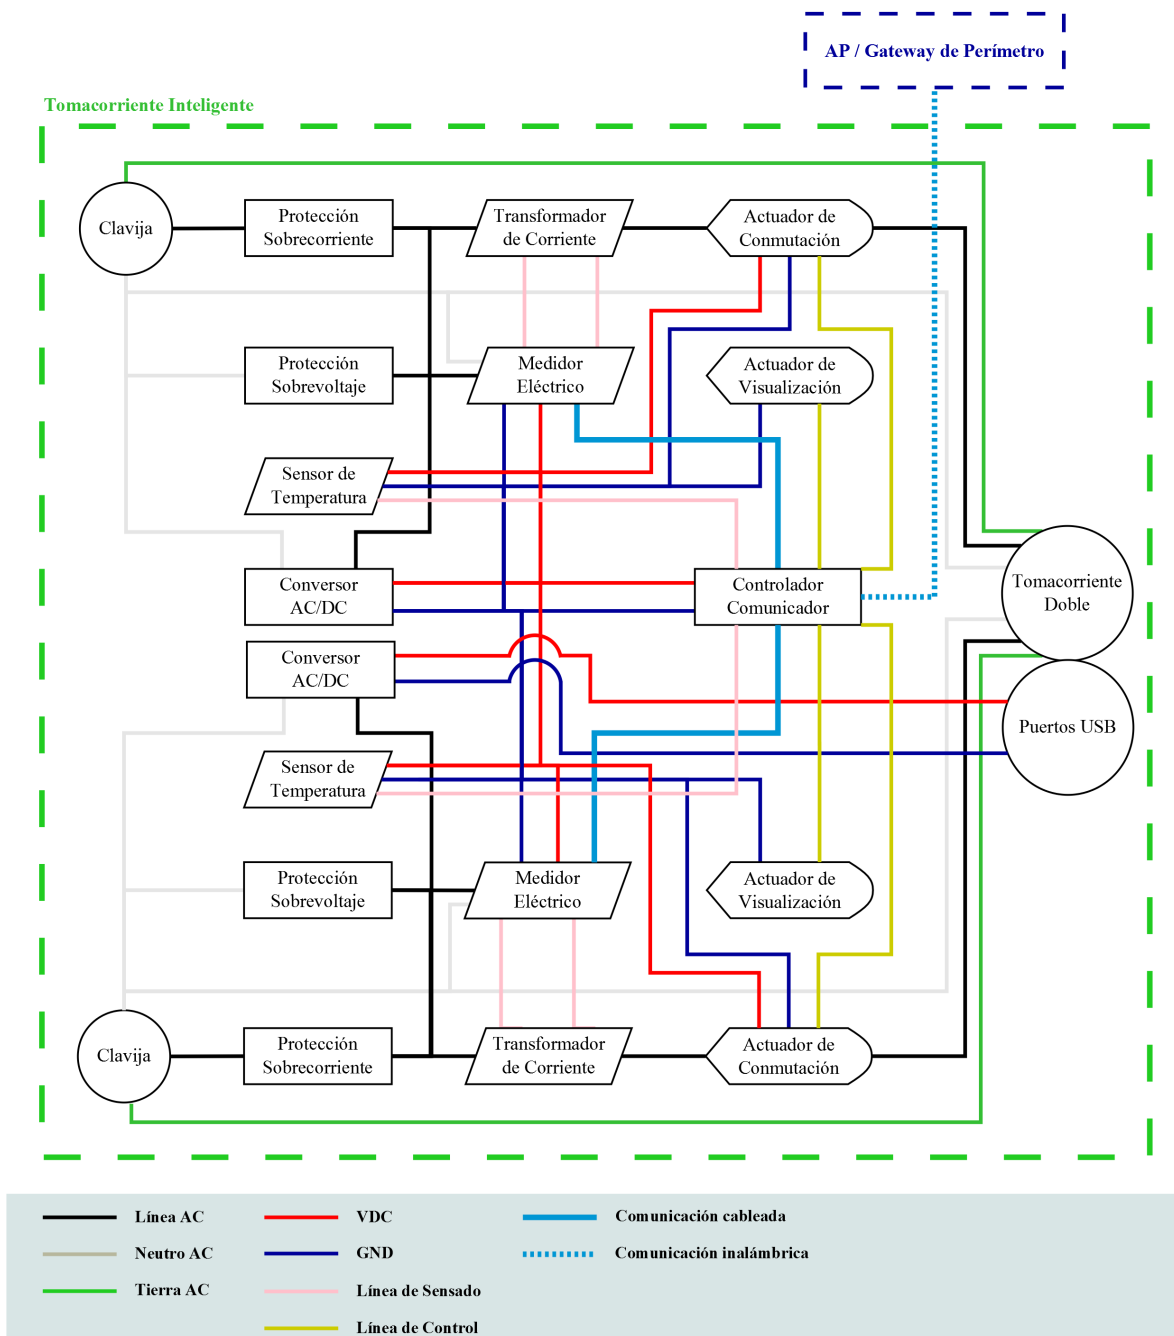 AP / Gateway de Perímetro
Tomacorriente Inteligente
Clavija
Protección
Sobrecorriente
Transformador
de Corriente
Actuador de
Conmutación
Protección
Sobrevoltaje
Medidor
Eléctrico
Actuador de
Visualización
Sensor de
Temperatura
Conversor
AC/DC
Controlador
Comunicador
Tomacorriente
Doble
Conversor
AC/DC
Puertos USB
Sensor de
Temperatura
Protección
Sobrevoltaje
Medidor
Eléctrico
Actuador de
Visualización
Clavija
Protección
Sobrecorriente
Transformador
de Corriente
Actuador de
Conmutación
Línea AC
Neutro AC
Tierra AC
VDC
GND
Línea de Sensado
Línea de Control
Comunicación cableada
Comunicación inalámbrica